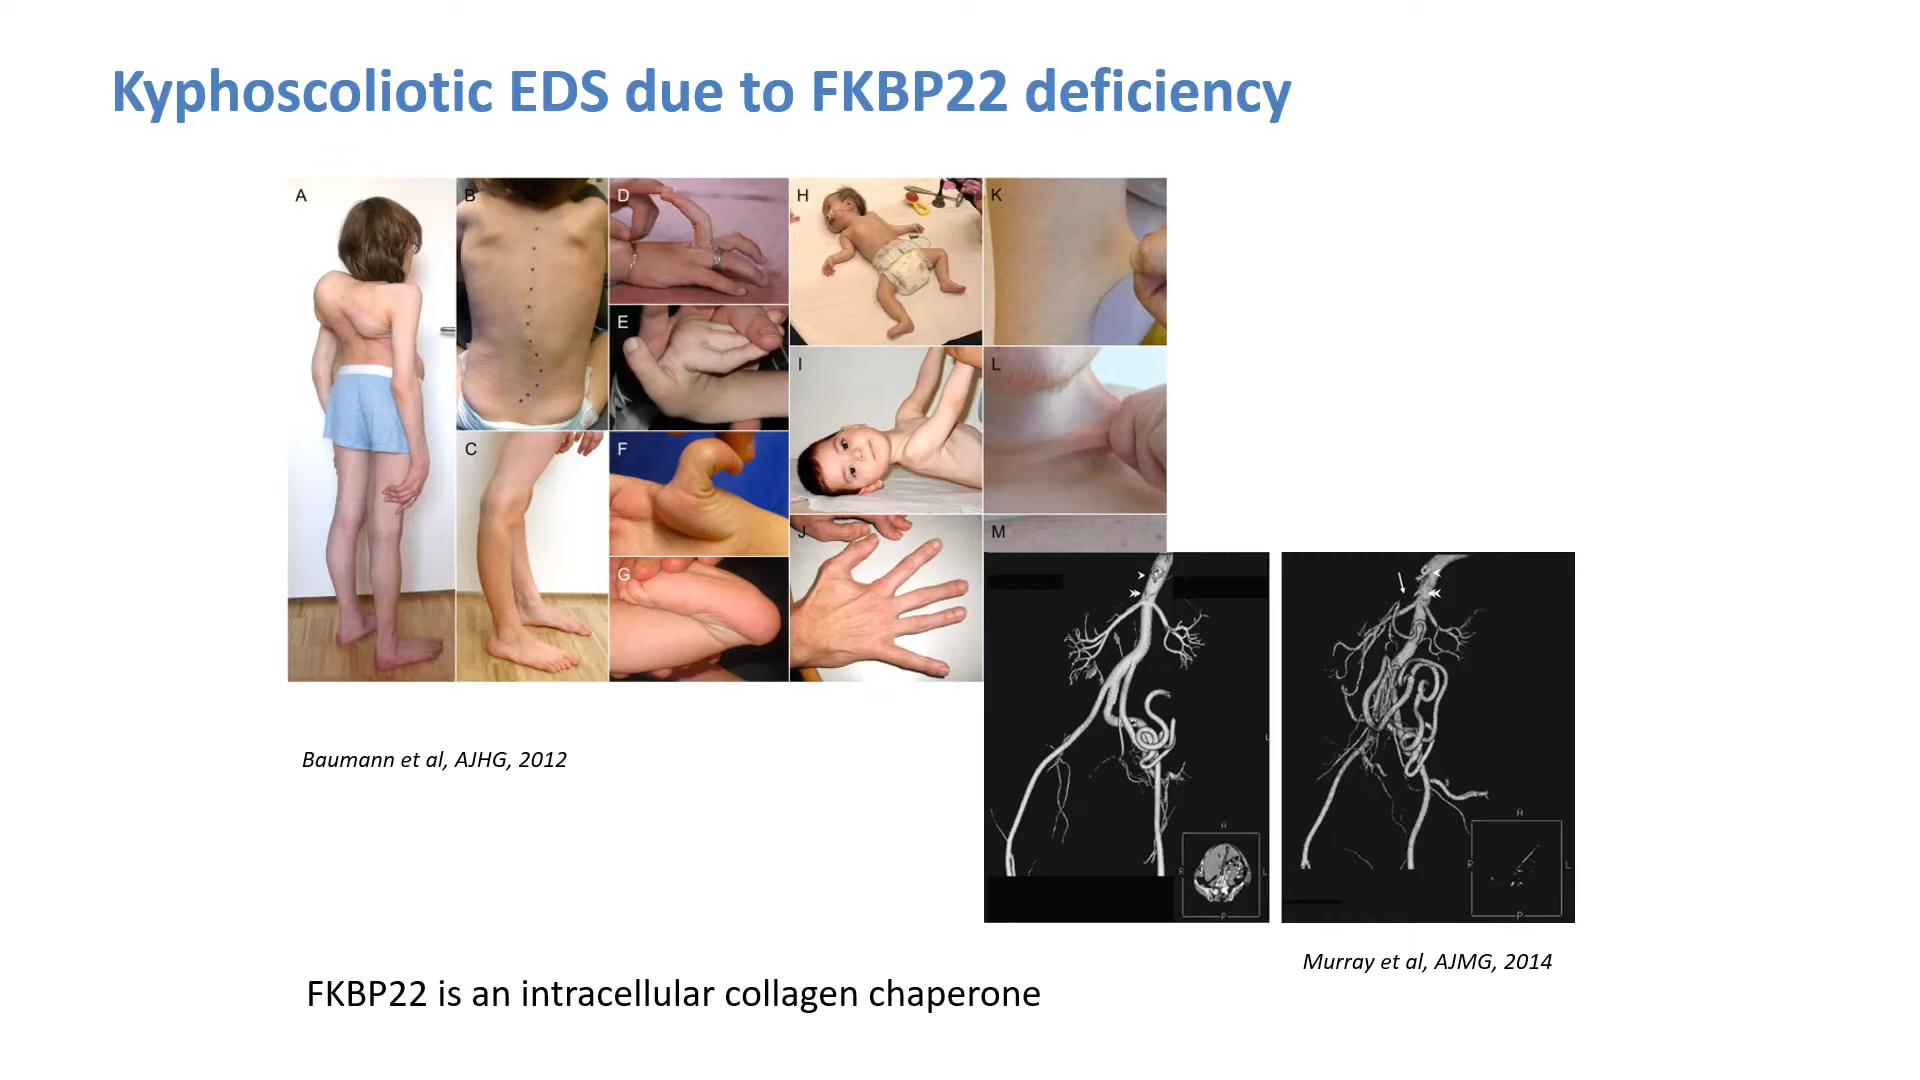 Kyphoscoliotic EDS due to FKBP22 deficiency
A
B
C
D
E
F
G
H
I
J
K
L
M
L
H
R
L
P
A
R
L
P
Baumann et al, AJHG, 2012
Murray et al, AJMG, 2014
FKBP22 is an intracellular collagen chaperone